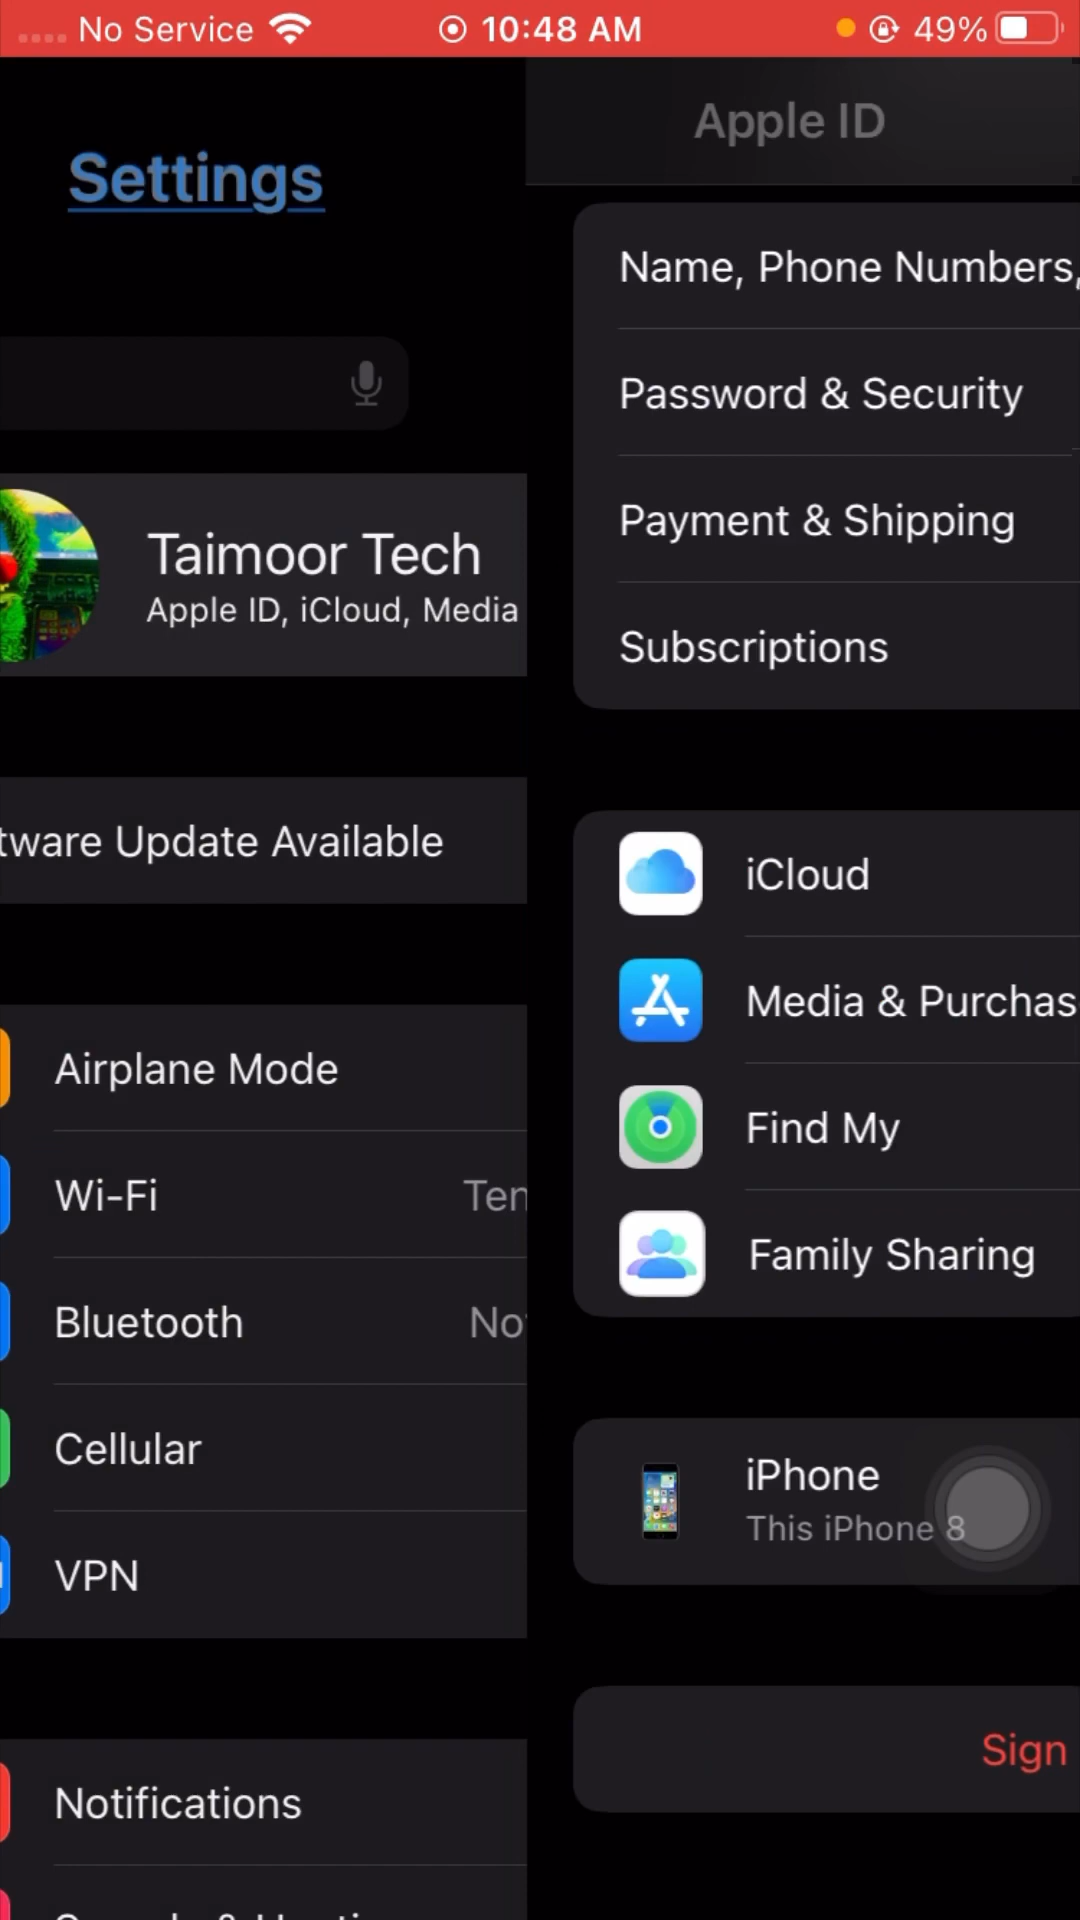 No Service 10:48 AM 49%
Settings
Taimoor Tech
Apple ID, iCloud, Media
tware Update Available
Airplane Mode
Wi-Fi Ten
Bluetooth No
Cellular
VPN
Notifications
Apple ID
Name, Phone Numbers,
Password & Security
Payment & Shipping
Subscriptions
iCloud
Media & Purchas
Find My
Family Sharing
iPhone
This iPhone 8
Sign